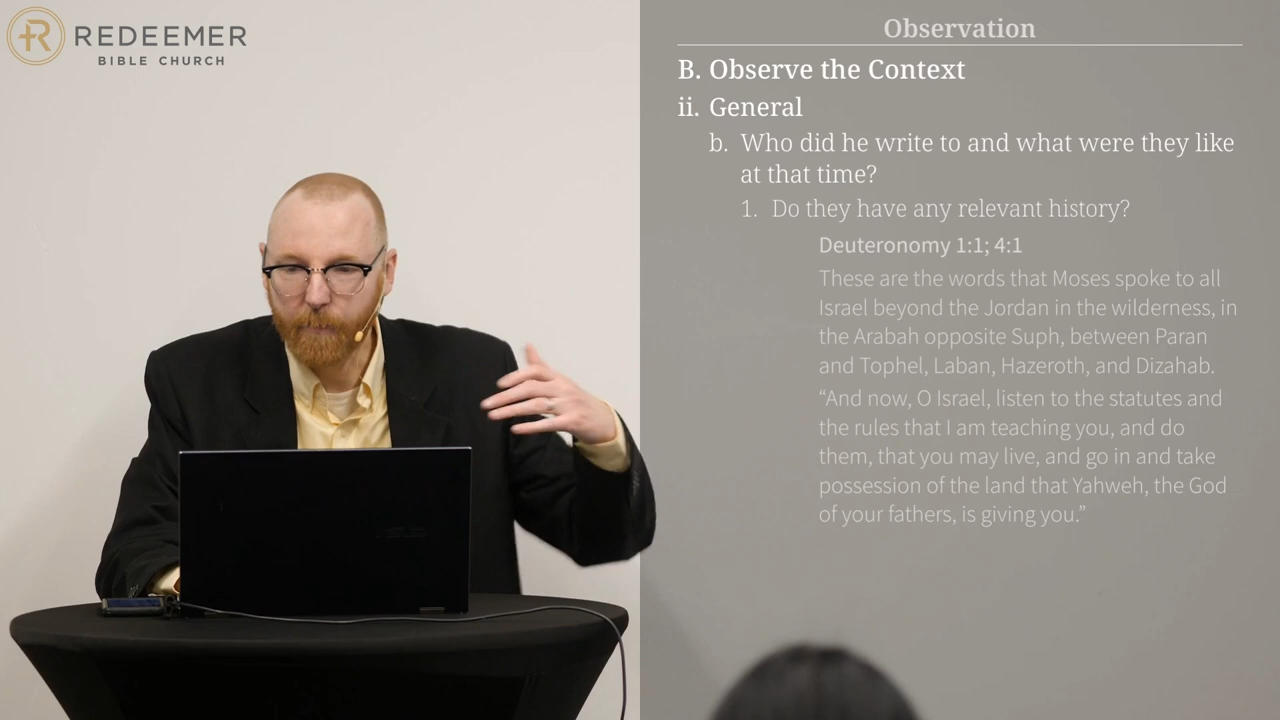 REDEEMER
BIBLE CHURCH
Observation
B. Observe the Context
ii. General
b. Who did he write to and what were they like
at that time?
1. Do they have any relevant history?
Deuteronomy 1:1; 4:1
These are the words that Moses spoke to all
Israel beyond the Jordan in the wilderness, in
the Arabah opposite Suph, between Paran
and Tophel, Laban, Hazeroth, and Dizahab.
“And now, O Israel, listen to the statutes and
the rules that I am teaching you, and do
them, that you may live, and go in and take
possession of the land that Yahweh, the God
of your fathers, is giving you.”